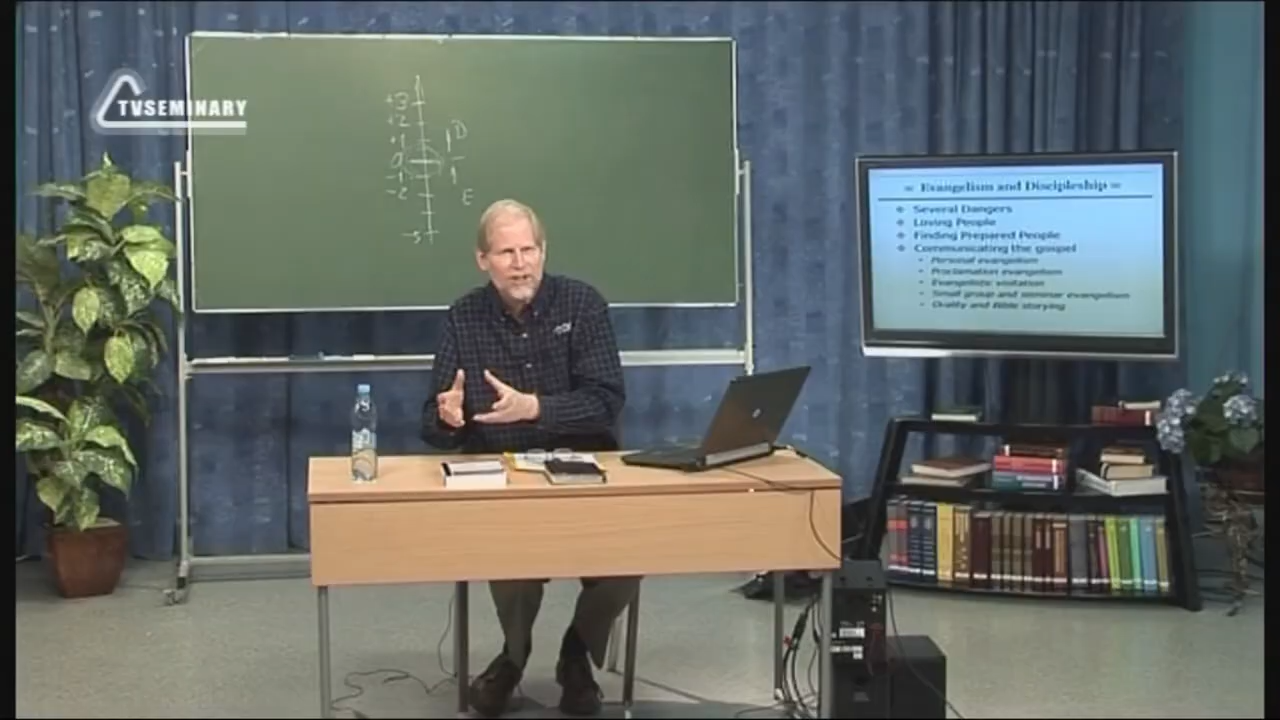 TVSEMINARY
+3
+2
+1
0
-1
-2
-5
D
E
Evangelism and Discipleship
Several Dangers
Loving People
Finding Prepared People
Communicating the gospel
Personal evangelism
Proclamation evangelism
Evangelistic visitation
Small group and seminar evangelism
Orality and Bible storying